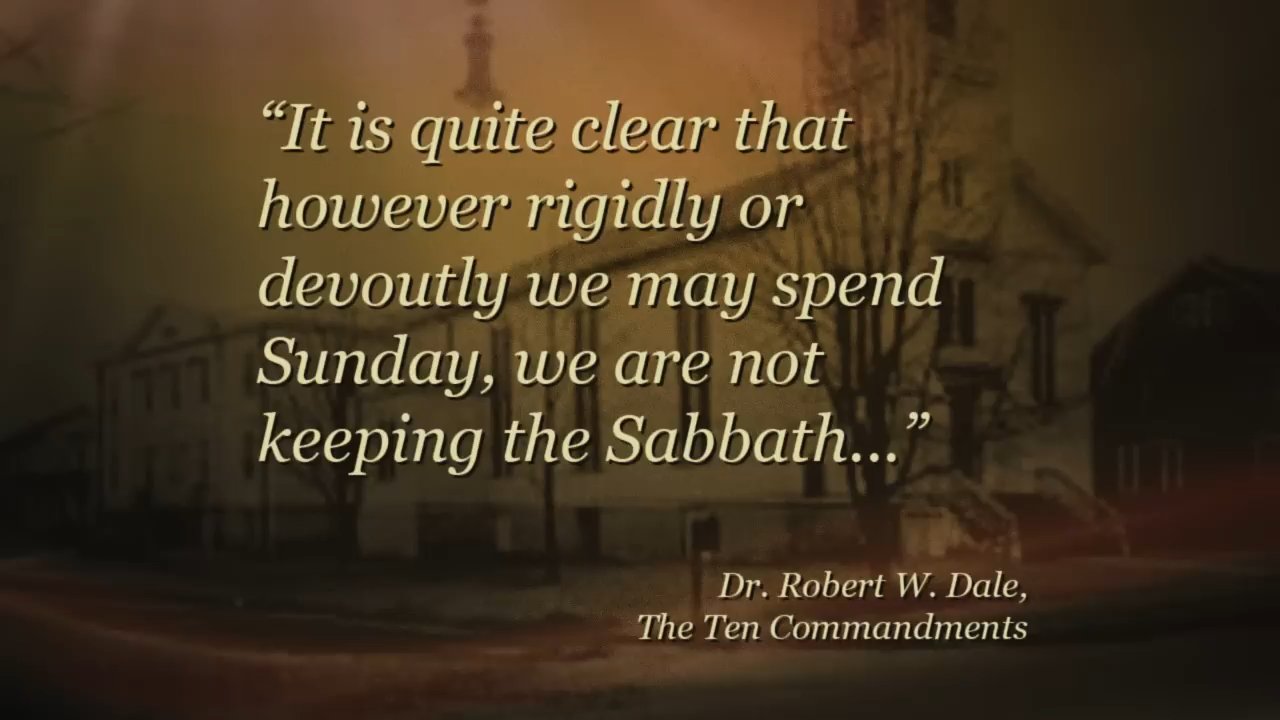 “It is quite clear that
however rigidly or
devoutly we may spend
Sunday, we are not
keeping the Sabbath...”
Dr. Robert W. Dale,
The Ten Commandments